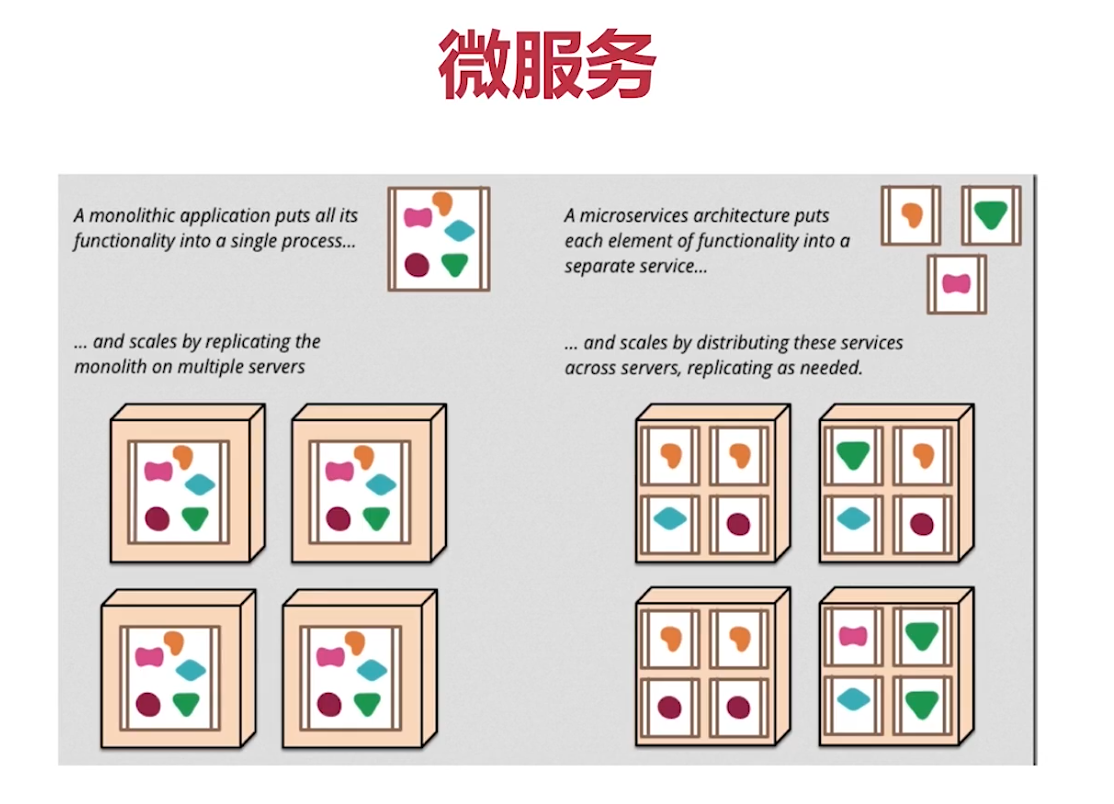 微服务
A monolithic application puts all its
functionality into a single process...
... and scales by replicating the
monolith on multiple servers
A microservices architecture puts
each element of functionality into a
separate service...
... and scales by distributing these services
across servers, replicating as needed.